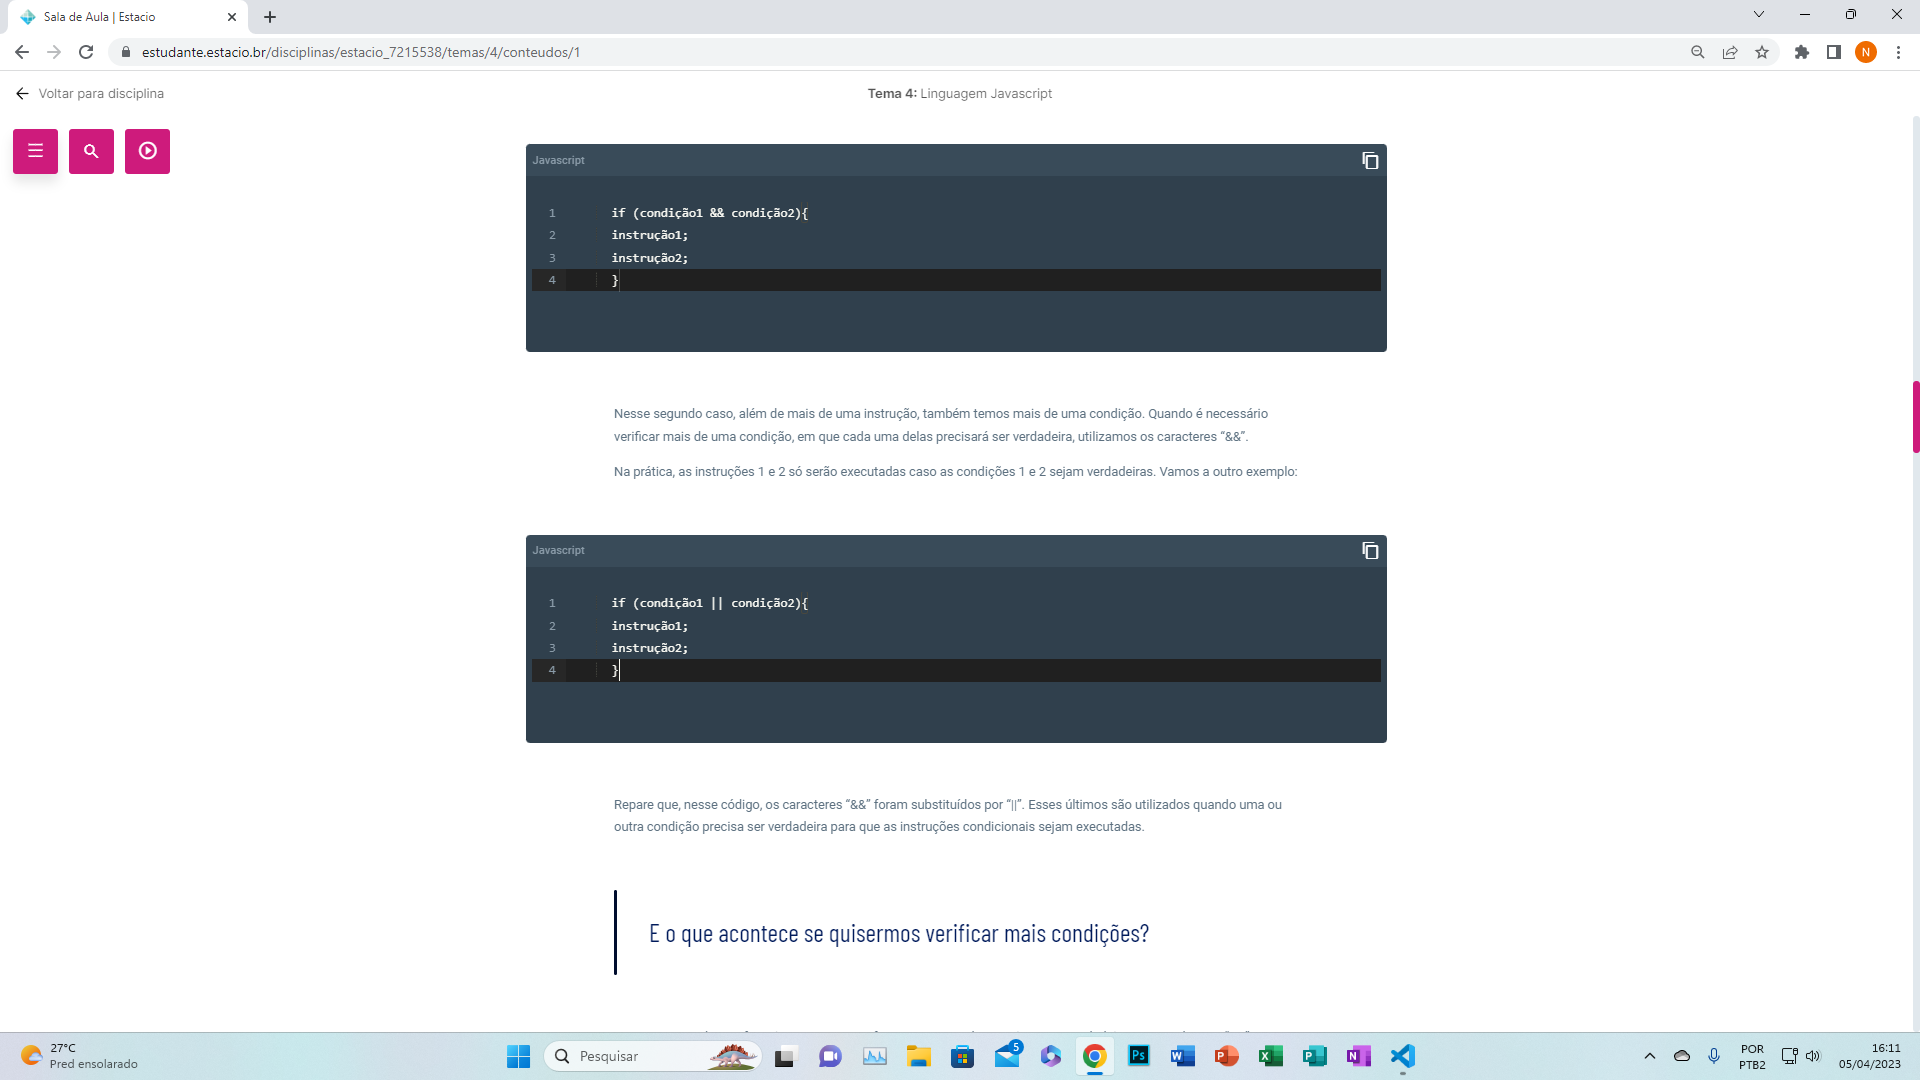 Sala de Aula | Estacio
estudante.estacio.br/disciplinas/estacio_7215538/temas/4/conteudos/1
N
Voltar para disciplina
Tema 4: Linguagem Javascript
Javascript
1 if (condição1 && condição2){
2 instrução1;
3 instrução2;
4 }
Nesse segundo caso, além de mais de uma instrução, também temos mais de uma condição. Quando é necessário
verificar mais de uma condição, em que cada uma delas precisará ser verdadeira, utilizamos os caracteres “&&”.
Na prática, as instruções 1 e 2 só serão executadas caso as condições 1 e 2 sejam verdadeiras. Vamos a outro exemplo:
Javascript
1 if (condição1 || condição2){
2 instrução1;
3 instrução2;
4 }
Repare que, nesse código, os caracteres “&&” foram substituídos por “||”. Esses últimos são utilizados quando uma ou
outra condição precisa ser verdadeira para que as instruções condicionais sejam executadas.
E o que acontece se quisermos verificar mais condições?
27°C
Pred ensolarado
Pesquisar
5
Ps
W
P
X
P
N
POR
PTB2
16:11
05/04/2023